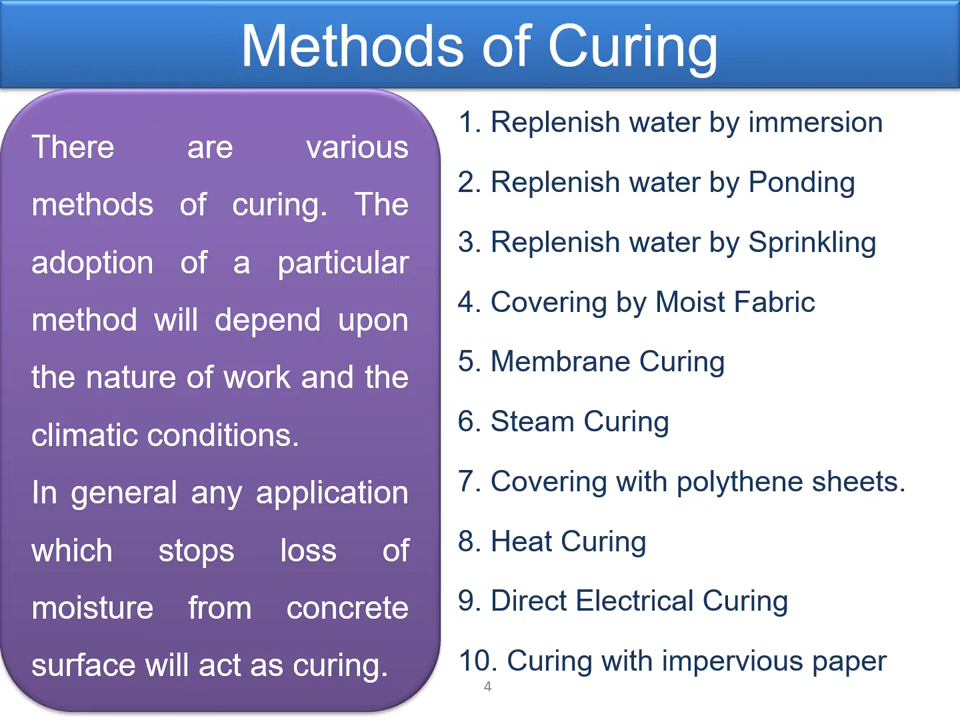 Methods of Curing
There are various
methods of curing. The
adoption of a particular
method will depend upon
the nature of work and the
climatic conditions.
In general any application
which stops loss of
moisture from concrete
surface will act as curing.
1. Replenish water by immersion
2. Replenish water by Ponding
3. Replenish water by Sprinkling
4. Covering by Moist Fabric
5. Membrane Curing
6. Steam Curing
7. Covering with polythene sheets.
8. Heat Curing
9. Direct Electrical Curing
10. Curing with impervious paper
4